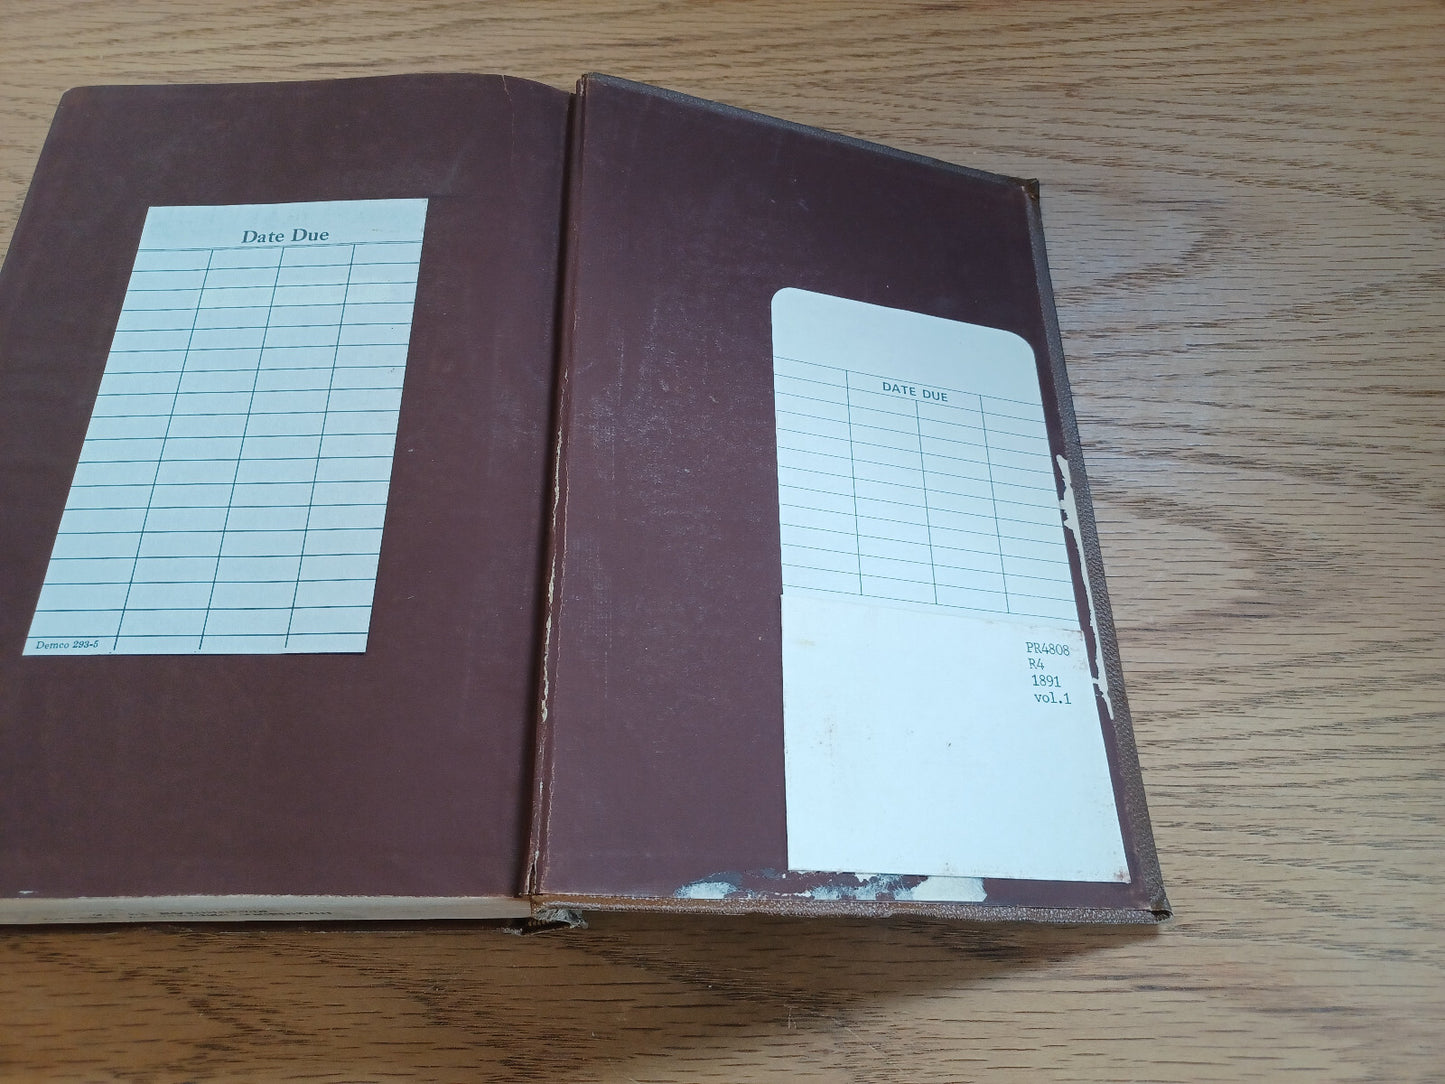 Date Due
Demco 293-5
DATE DUE
PR4808
R4
1891
vol.1